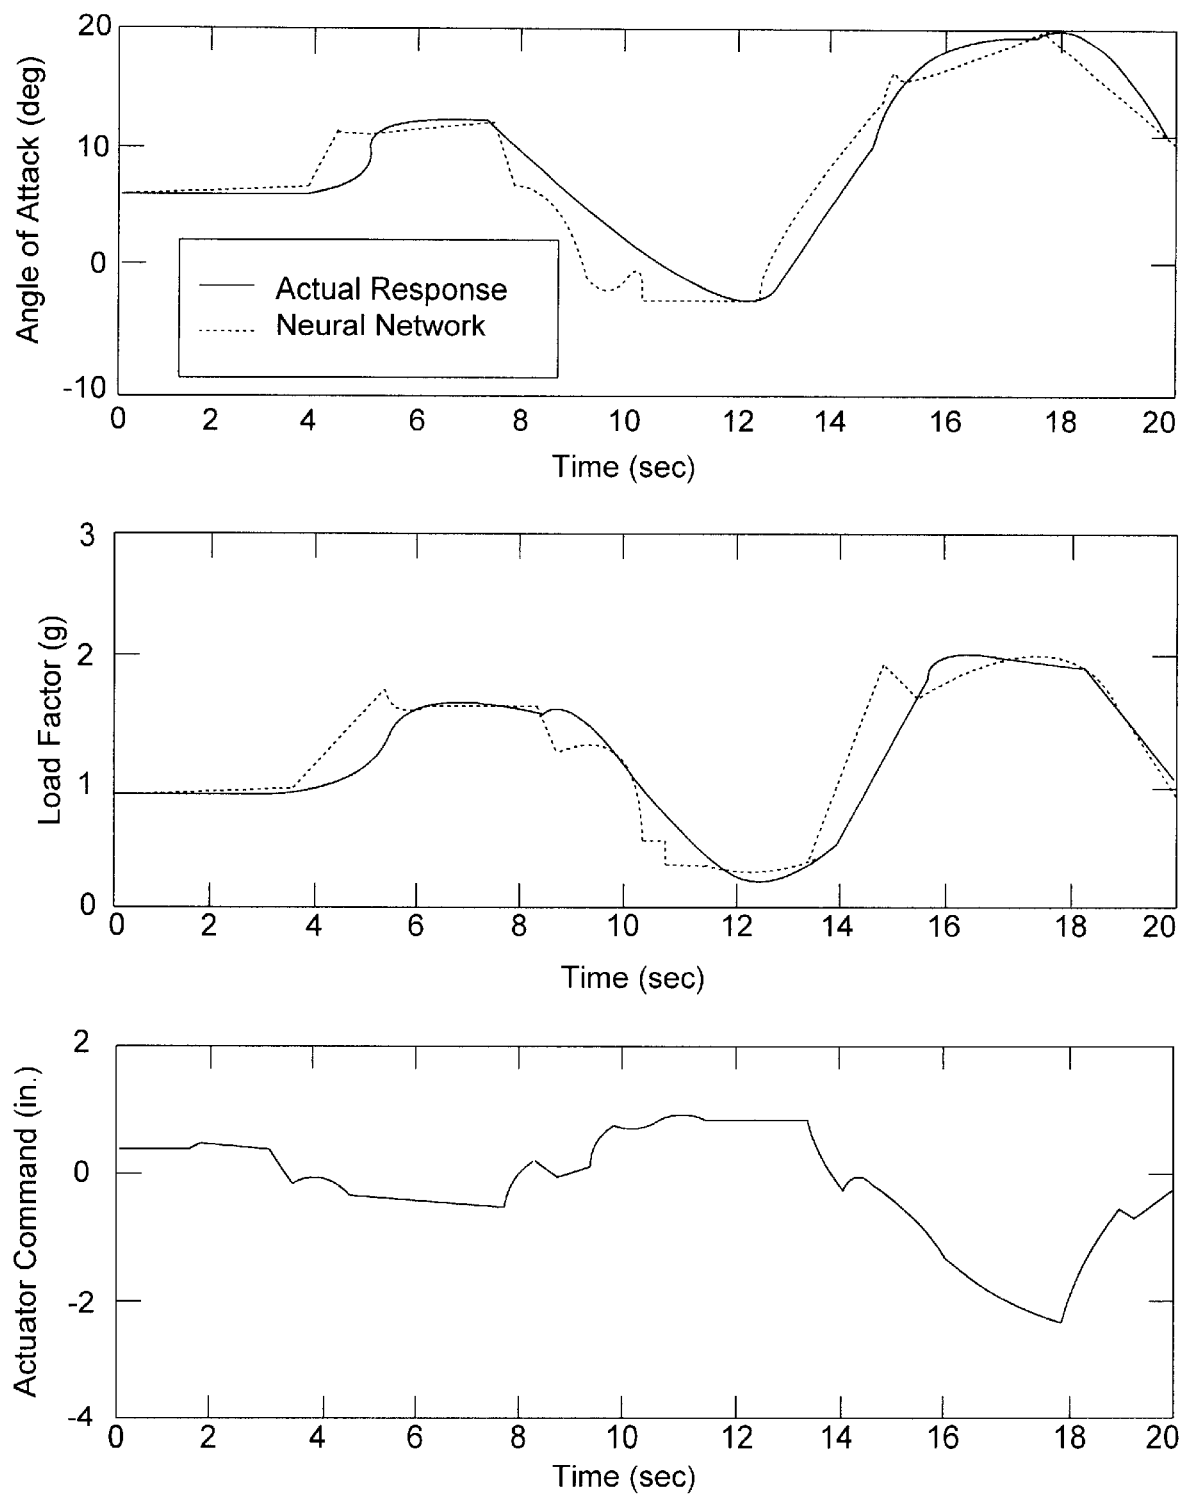 20
10
0
-10
Angle of Attack (deg)
Actual Response
Neural Network
0 2 4 6 8 10 12 14 16 18 20
Time (sec)
3
2
1
0
Load Factor (g)
0 2 4 6 8 10 12 14 16 18 20
Time (sec)
2
0
-2
-4
Actuator Command (in.)
0 2 4 6 8 10 12 14 16 18 20
Time (sec)